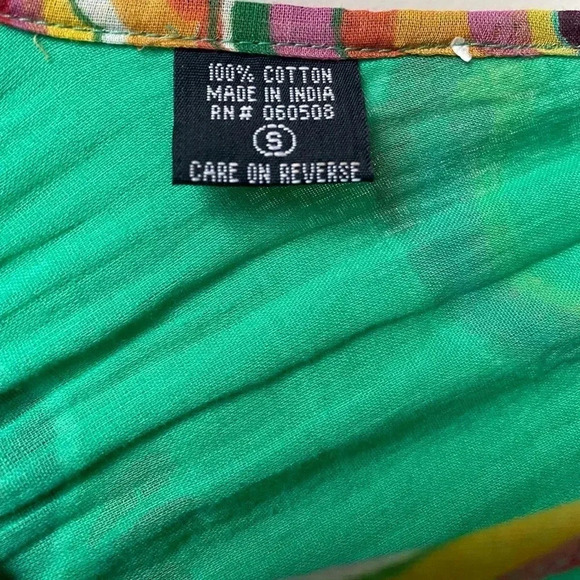 100% COTTON
MADE IN INDIA
RN# 060508
S
CARE ON REVERSE